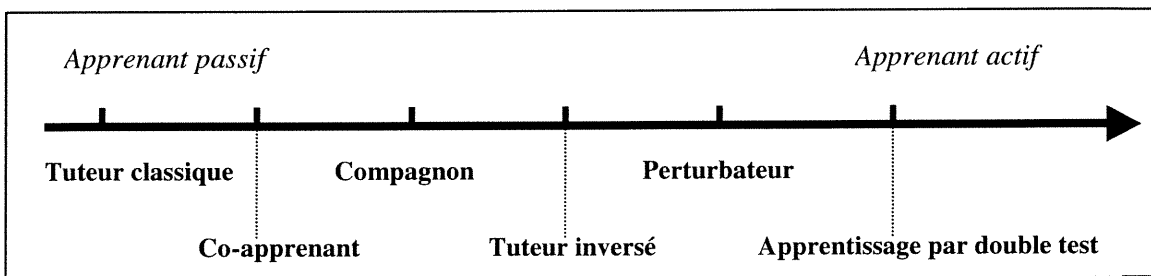 Apprenant passif Apprenant actif
Tuteur classique Compagnon Perturbateur
Co-apprenant Tuteur inversé Apprentissage par double test